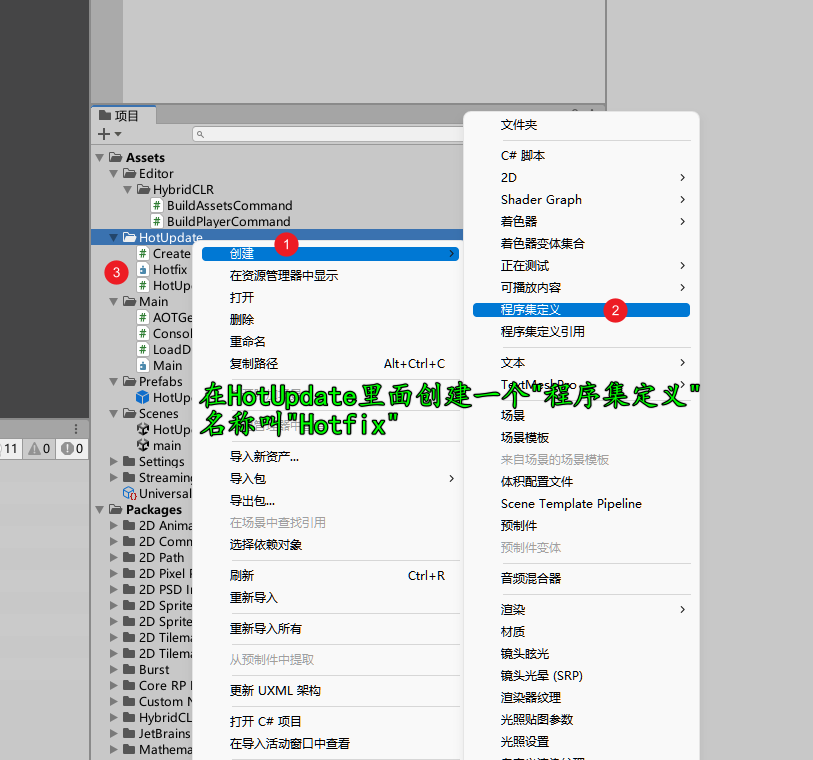 项目
Assets
Editor
HybridCLR
BuildAssetsCommand
BuildPlayerCommand
HotUpdate
Create
Hotfix
HotUp
Main
AOTGe
Consol
LoadD
Main
Prefabs
HotUp
Scenes
HotUp
main
Settings
Streaming
Universal
Packages
2D Anima
2D Comm
2D Path
2D Pixel P
2D PSD In
2D Sprite
2D Sprite
2D Tilema
2D Tilema
Burst
Core RP
Custom N
HybridCL
JetBrains
Mathema
11 0 0
3
创建 1
在资源管理器中显示
打开
删除
重命名
复制路径 Alt+Ctrl+C
在HotUpdate里面创建一个"程序集定义"
名称叫"Hotfix"
导入新资产...
导入包
导出包...
在场景中查找引用
选择依赖对象
刷新 Ctrl+R
重新导入
重新导入所有
从预制件中提取
更新 UXML 架构
打开 C# 项目
在导入活动窗口中查看
文件夹
C# 脚本
2D
Shader Graph
着色器
着色器变体集合
正在测试
可播放内容
程序集定义 2
程序集定义引用
文本
TextMeshPro
场景
场景模板
来自场景的场景模板
体积配置文件
Scene Template Pipeline
预制件
预制件变体
音频混合器
渲染
材质
镜头眩光
镜头光晕 (SRP)
渲染器纹理
光照贴图参数
光照设置